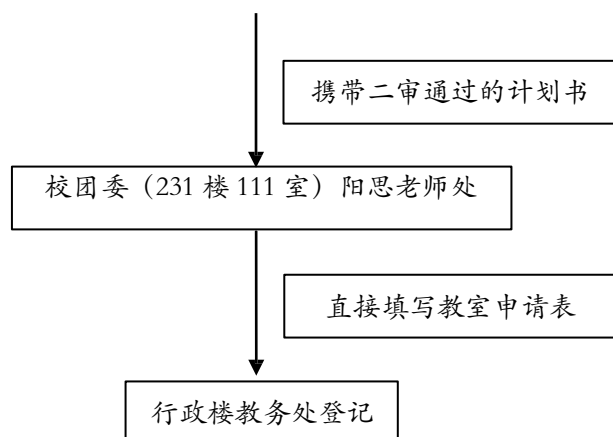 携带二审通过的计划书
校团委（231 楼 111 室）阳思老师处
直接填写教室申请表
行政楼教务处登记